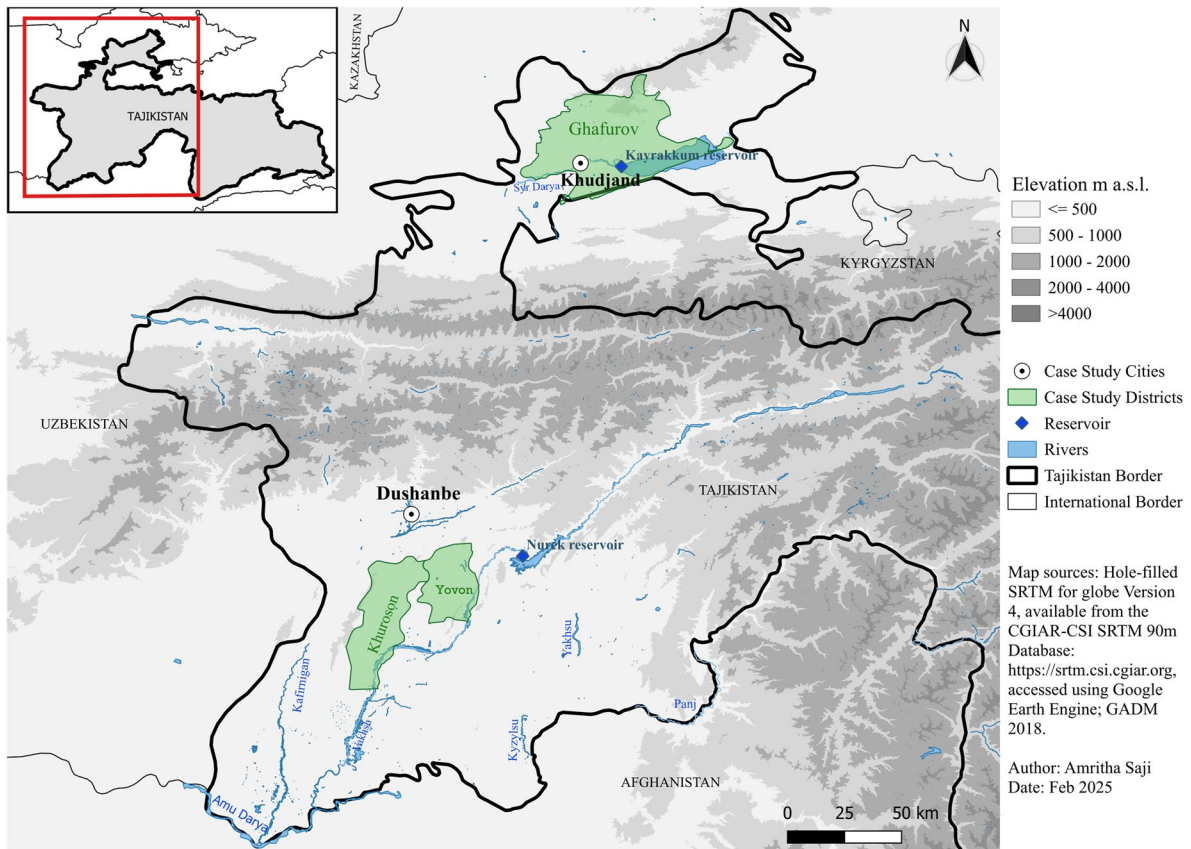 KAZAKHSTAN
TAJIKISTAN
N
Ghafurov
Kayrakkum reservoir
Khudjand
Syr Darya
KYRGYZSTAN
UZBEKISTAN
Dushanbe
TAJIKISTAN
Nurek reservoir
Yovon
Khuroson
Yakhsu
Kafirnigan
Panj
Vakhsh
Kyzylsu
AFGHANISTAN
Amu Darya
0 25 50 km
Elevation m a.s.l.
<= 500
500 - 1000
1000 - 2000
2000 - 4000
>4000
Case Study Cities
Case Study Districts
Reservoir
Rivers
Tajikistan Border
International Border
Map sources: Hole-filled
SRTM for globe Version
4, available from the
CGIAR-CSI SRTM 90m
Database:
https://srtm.csi.cgiar.org,
accessed using Google
Earth Engine; GADM
2018.
Author: Amritha Saji
Date: Feb 2025